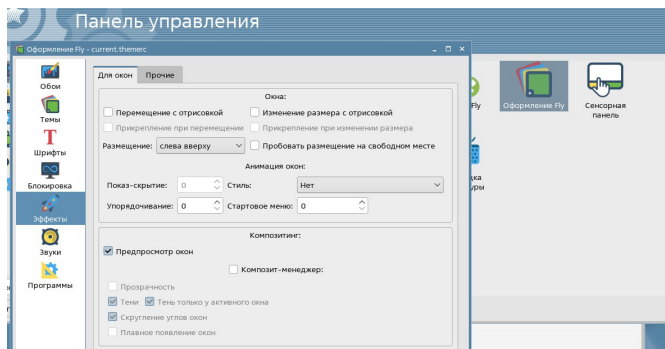 Панель управления
Оформление Fly - current.themerc
Обои
Темы
Шрифты
Блокировка
Эффекты
Звуки
Программы
Для окон Прочие
Окна:
Перемещение с отрисовкой Изменение размера с отрисовкой
Прикрепление при перемещении Прикрепление при изменении размера
Размещение: слева вверху Пробовать размещение на свободном месте
Анимация окон:
Показ-скрытие: 0 Стиль: Нет
Упорядочивание: 0 Стартовое меню: 0
Композитинг:
Предпросмотр окон
Композит-менеджер:
Прозрачность
Тени Тень только у активного окна
Скругление углов окон
Плавное появление окон
Fly
Оформление Fly
Сенсорная
панель